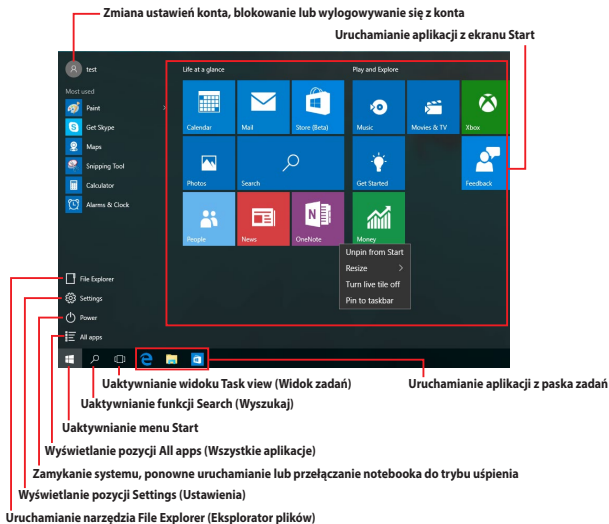 Zmiana ustawień konta, blokowanie lub wylogowywanie się z konta
Uruchamianie aplikacji z ekranu Start
test
Life at a glance
Play and Explore
Most used
Paint
Get Skype
Maps
Snipping Tool
Calculator
Alarms & Clock
Calendar
Mail
Store (Beta)
Music
Movies & TV
Xbox
Photos
Search
Get Started
Feedback
People
News
OneNote
Money
Unpin from Start
Resize
Turn live tile off
Pin to taskbar
File Explorer
Settings
Power
All apps
Uaktywnianie widoku Task view (Widok zadań)
Uruchamianie aplikacji z paska zadań
Uaktywnianie funkcji Search (Wyszukaj)
Uaktywnianie menu Start
Wyświetlanie pozycji All apps (Wszystkie aplikacje)
Zamykanie systemu, ponowne uruchamianie lub przełączanie notebooka do trybu uśpienia
Wyświetlanie pozycji Settings (Ustawienia)
Uruchamianie narzędzia File Explorer (Eksplorator plików)